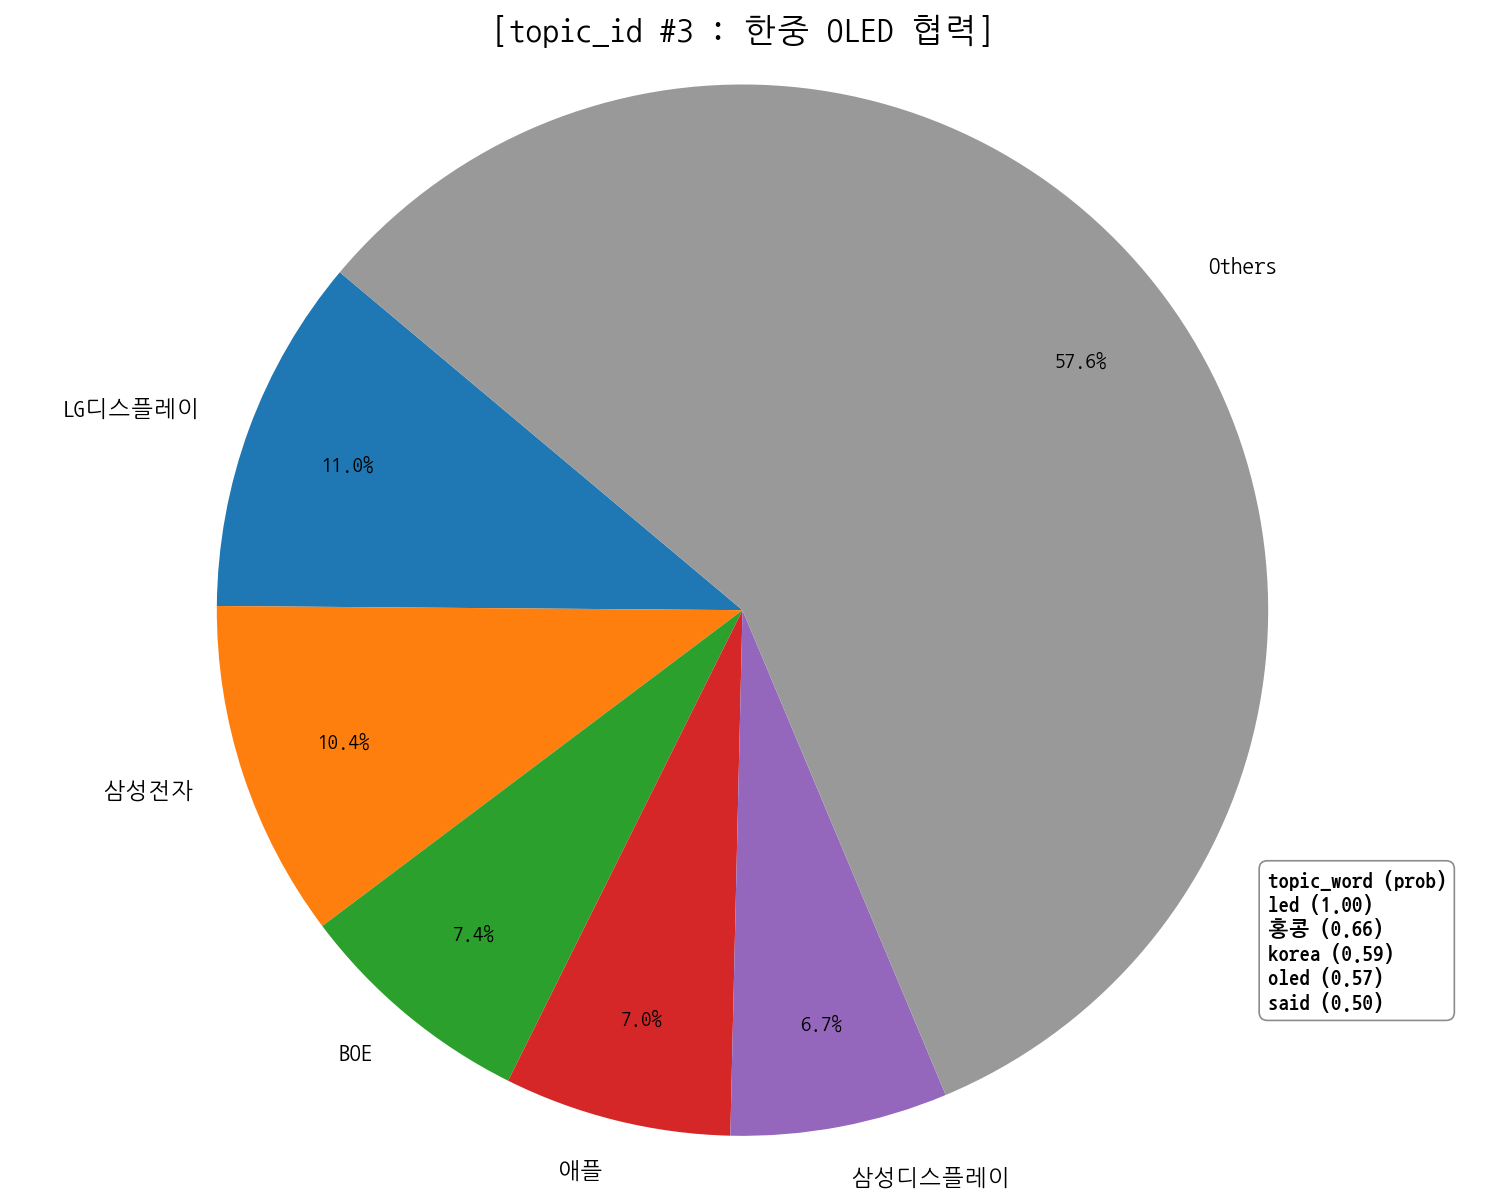 [topic_id #3 : 한중 OLED 협력]
Others
57.6%
LG디스플레이
11.0%
10.4%
삼성전자
7.4%
BOE
7.0%
애플
6.7%
삼성디스플레이
topic_word (prob)
led (1.00)
홍콩 (0.66)
korea (0.59)
oled (0.57)
said (0.50)